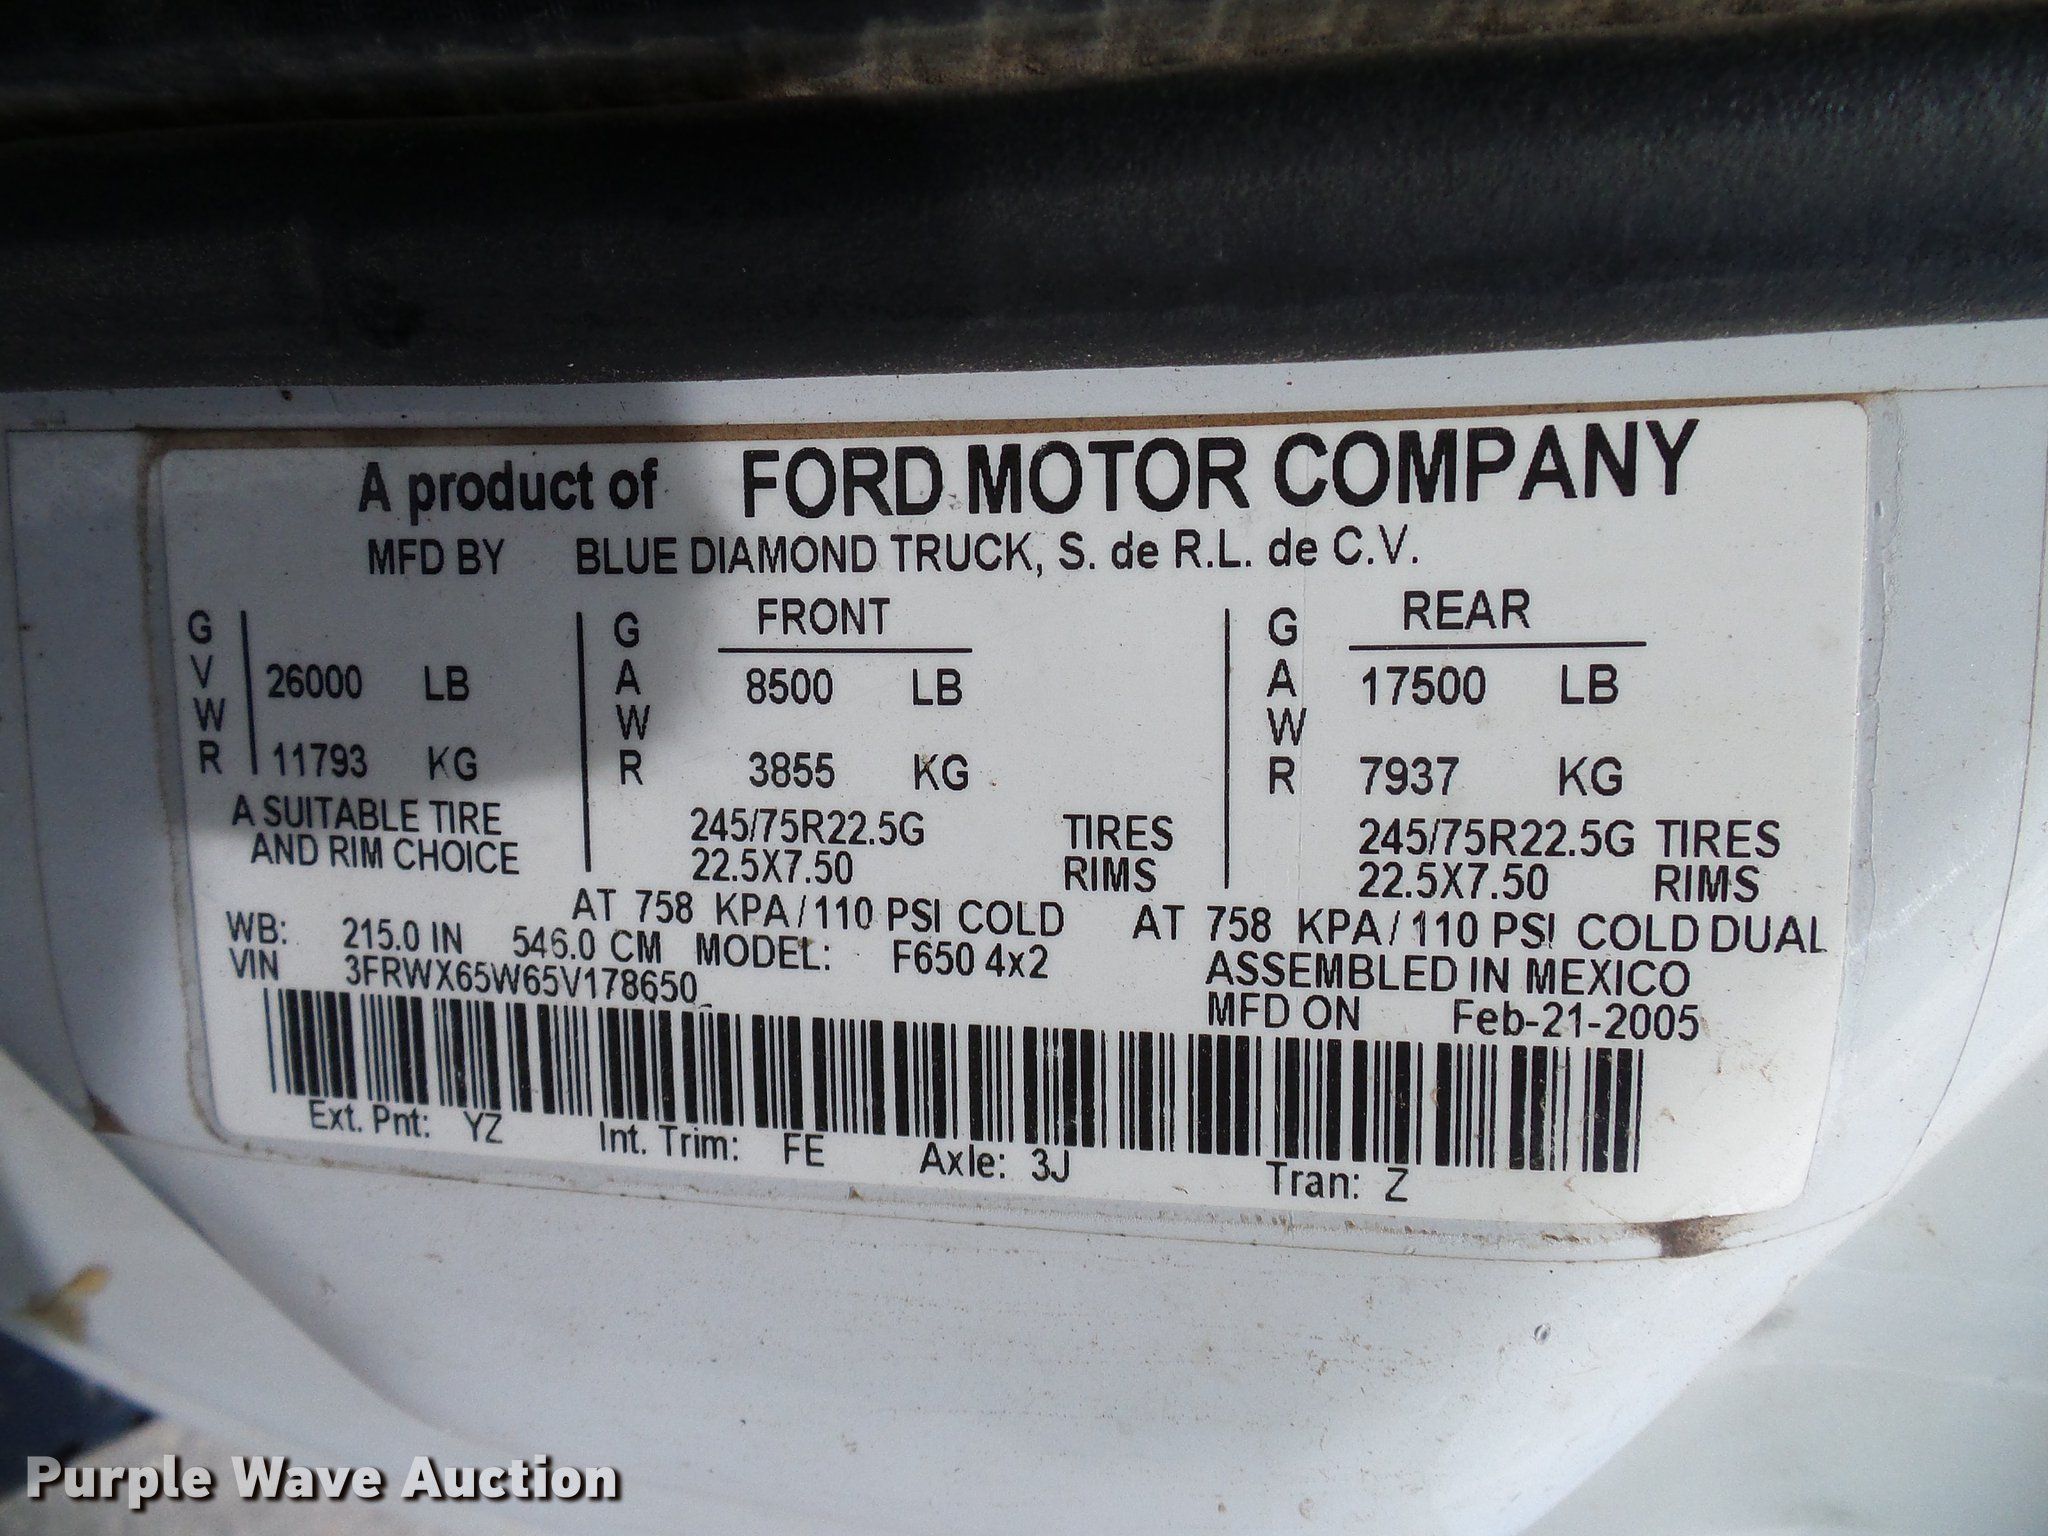 A product of FORD MOTOR COMPANY
MFD BY BLUE DIAMOND TRUCK, S. de R.L. de C.V.
GVWR 26000 LB 11793 KG
GAWR FRONT 8500 LB 3855 KG
GAWR REAR 17500 LB 7937 KG
A SUITABLE TIRE AND RIM CHOICE
245/75R22.5G TIRES
22.5X7.50 RIMS
AT 758 KPA/110 PSI COLD
245/75R22.5G TIRES
22.5X7.50 RIMS
AT 758 KPA/110 PSI COLD DUAL
WB: 215.0 IN 546.0 CM MODEL: F650 4x2
ASSEMBLED IN MEXICO
VIN 3FRWX65W65V178650
MFD ON Feb-21-2005
Ext. Pnt: YZ Int. Trim: FE Axle: 3J Tran: Z
Purple Wave Auction